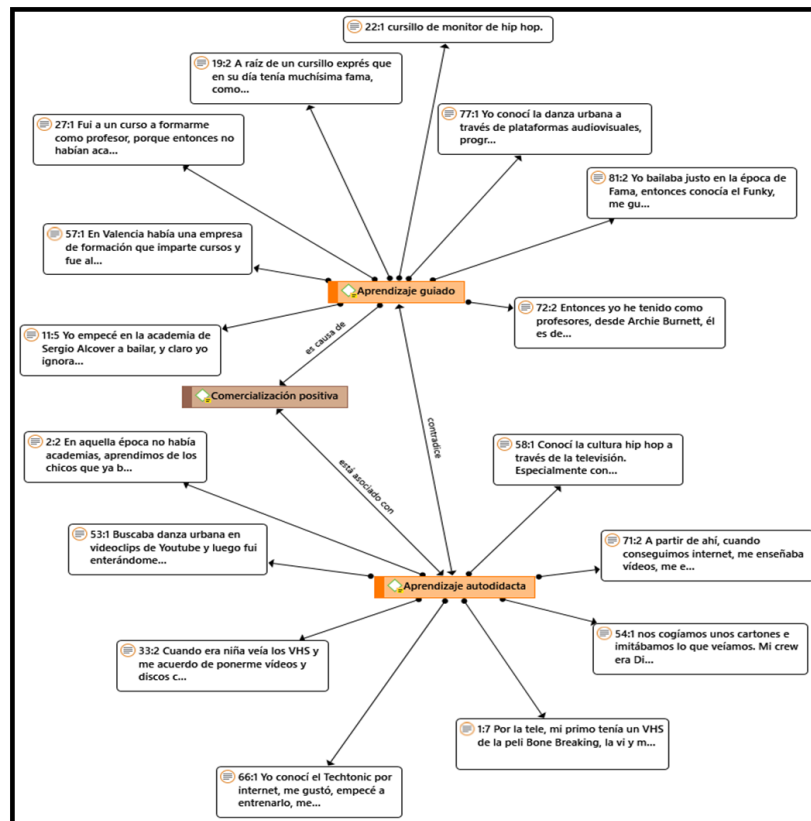 22:1 cursillo de monitor de hip hop.
19:2 A raíz de un cursillo exprés que
en su día tenía muchísima fama,
como...
27:1 Fui a un curso a formarme
como profesor, porque entonces no
habían aca...
77:1 Yo conocí la danza urbana a
través de plataformas audiovisuales,
progr...
81:2 Yo bailaba justo en la época de
Fama, entonces conocía el Funky,
me gu...
57:1 En Valencia había una empresa
de formación que imparte cursos y
fue al...
Aprendizaje guiado
72:2 Entonces yo he tenido como
profesores, desde Archie Burnett, él
es de...
11:5 Yo empecé en la academia de
Sergio Alcover a bailar, y claro yo
ignora...
es causa de
Comercialización positiva
contradice
está asociado con
2:2 En aquella época no había
academias, aprendimos de los
chicos que ya b...
58:1 Conocí la cultura hip hop a
través de la televisión.
Especialmente con...
53:1 Buscaba danza urbana en
videoclips de Youtube y luego fui
enterándome...
71:2 A partir de ahí, cuando
conseguimos internet, me enseñaba
vídeos, me e...
Aprendizaje autodidacta
33:2 Cuando era niña veía los VHS y
me acuerdo de ponerme vídeos y
discos c...
54:1 nos cogíamos unos cartones e
imitábamos lo que veíamos. Mi crew
era Di...
1:7 Por la tele, mi primo tenía un VHS
de la peli Bone Breaking, la vi y m...
66:1 Yo conocí el Techtonic por
internet, me gustó, empecé a
entrenarlo, me...